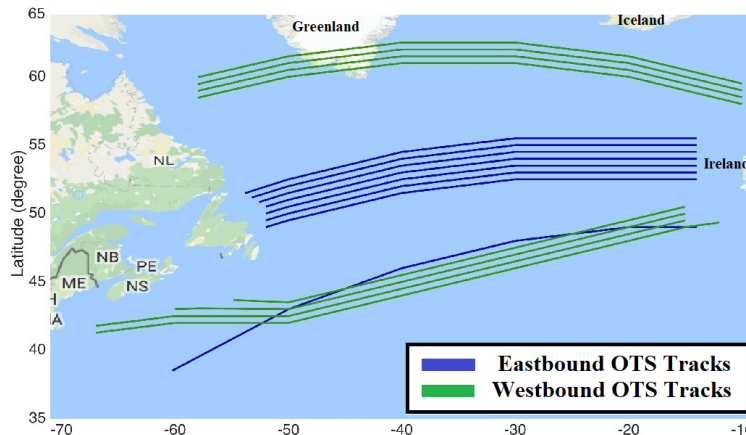 65
60
55
50
45
40
35
Latitude (degree)
Greenland
Iceland
Ireland
NL
NB
PE
ME
NS
H
A
Eastbound OTS Tracks
Westbound OTS Tracks
-70
-60
-50
-40
-30
-20
-10